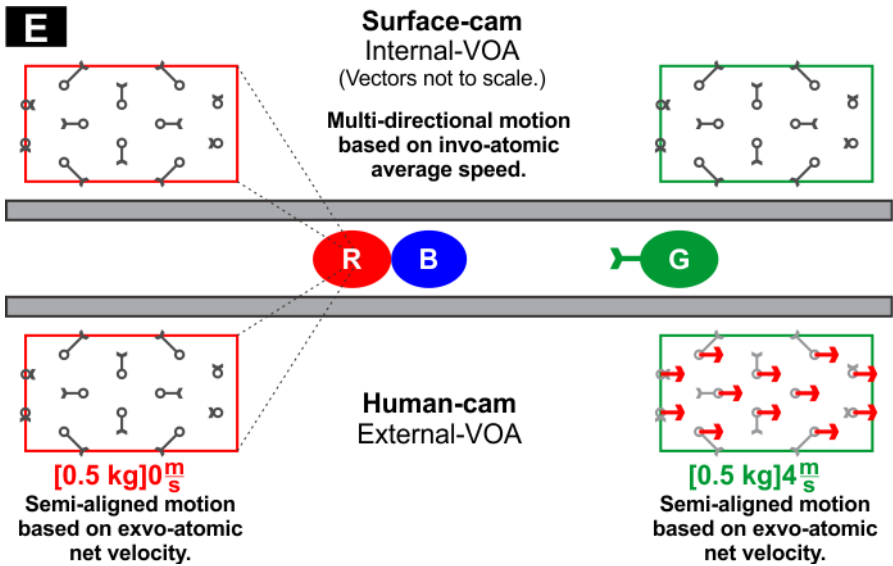 E
Surface-cam
Internal-VOA
(Vectors not to scale.)
Multi-directional motion
based on invo-atomic
average speed.
R
B
G
Human-cam
External-VOA
[0.5 kg]0 m/s
Semi-aligned motion
based on exvo-atomic
net velocity.
[0.5 kg]4 m/s
Semi-aligned motion
based on exvo-atomic
net velocity.